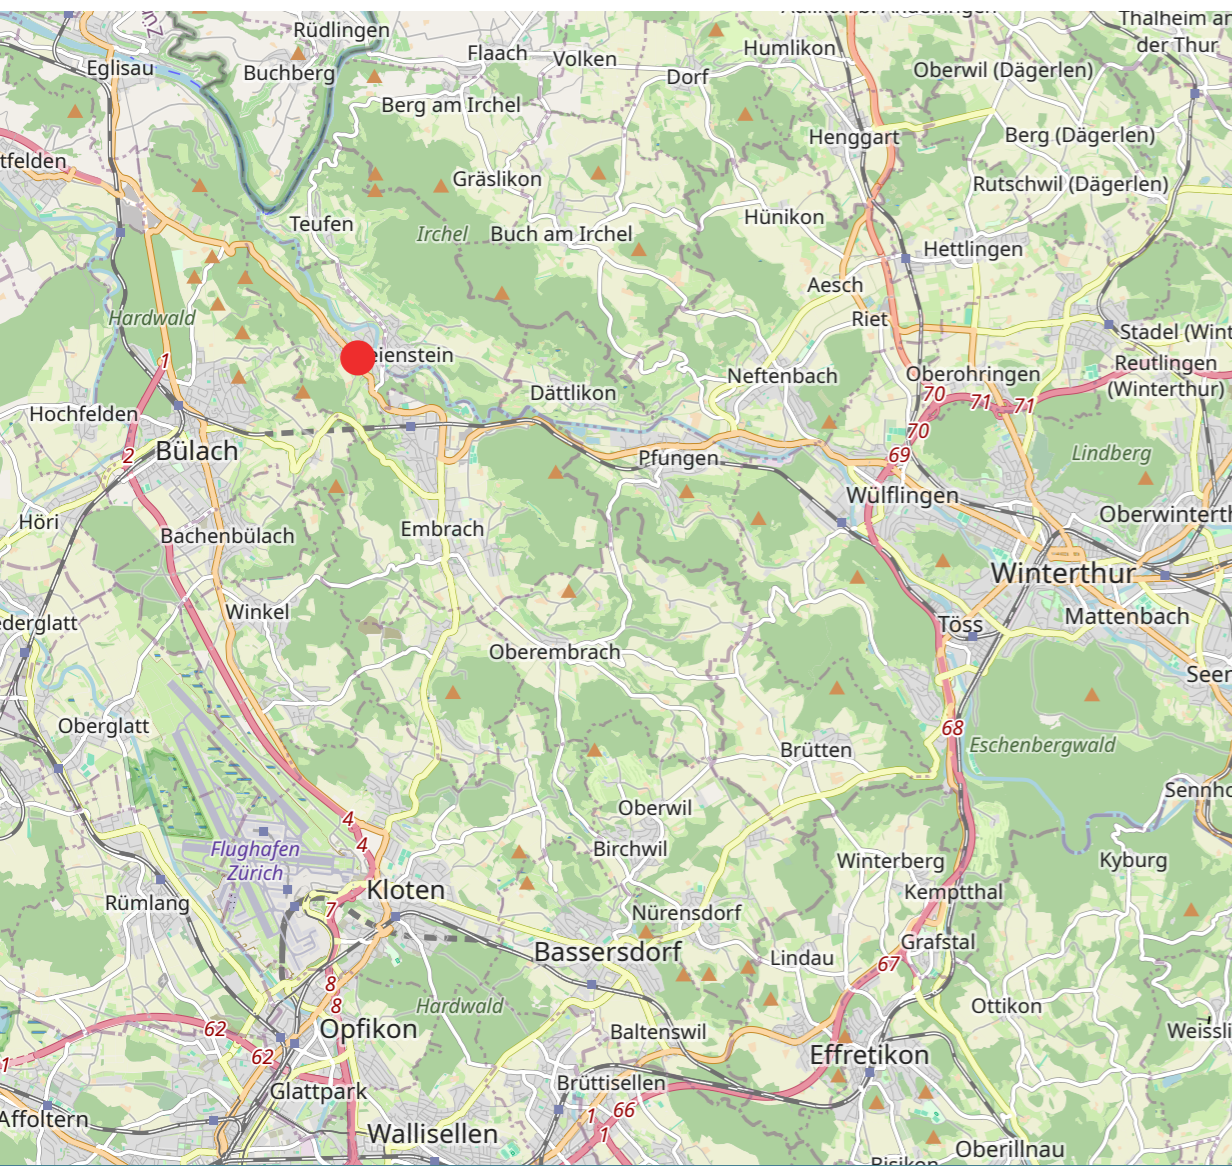 Rüdlingen
Thalheim an
der Thur
Flaach
Volken
Humlikon
Eglisau
Buchberg
Dorf
Oberwil (Dägerlen)
Berg am Irchel
Henggart
Berg (Dägerlen)
tfelden
Gräslikon
Rutschwil (Dägerlen)
Teufen
Irchel
Buch am Irchel
Hünikon
Hettlingen
Aesch
Hardwald
Riet
Stadel (Wint
1
eienstein
Reutlingen
(Winterthur)
Neftenbach
Oberohringen
Dättlikon
70
71
71
Hochfelden
70
Bülach
2
Pfungen
69
Lindberg
Wülflingen
Höri
Bachenbülach
Embrach
Oberwinterth
Winterthur
Winkel
ederglatt
Töss
Mattenbach
Oberembrach
Seen
Oberglatt
68
Eschenbergwald
Brütten
Sennho
Oberwil
4
4
Flughafen
Zürich
Birchwil
Winterberg
Kyburg
Kloten
Kemptthal
Rümlang
7
Nürensdorf
Bassersdorf
Grafstal
Lindau
67
8
8
Hardwald
Ottikon
62
Opfikon
Baltenswil
Weissli
62
1
Effretikon
Glattpark
Brüttisellen
Affoltern
1
66
1
Wallisellen
Oberillnau